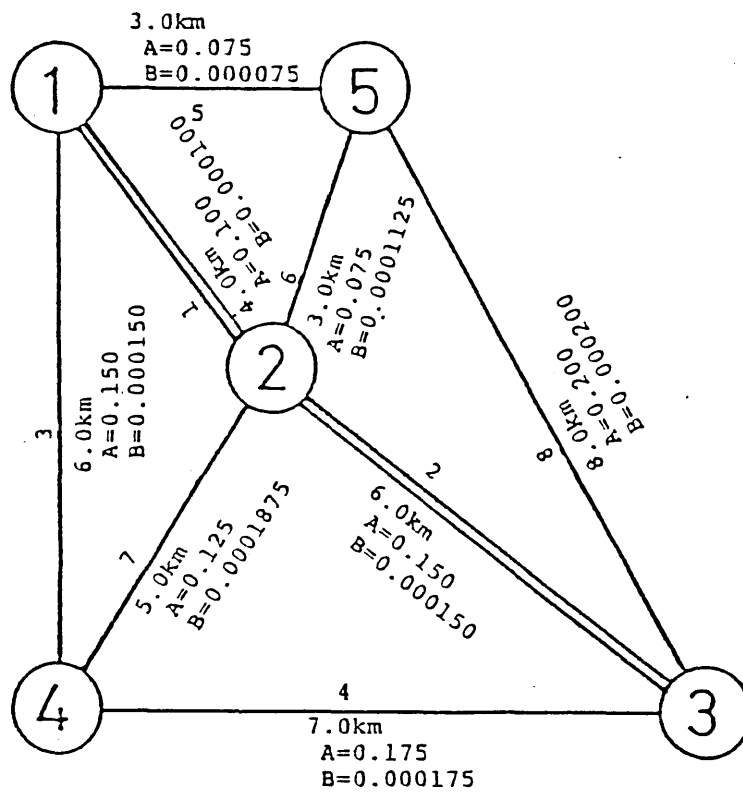 3.0km
A=0.075
B=0.000075
1
5
5
4.0km
A=0.100
B=0.000100
1
6
3.0km
A=0.075
B=0.0001125
2
3
6.0km
A=0.150
B=0.000150
8
8.0km
A=0.200
B=0.000200
2
6.0km
A=0.150
B=0.000150
7
5.0km
A=0.125
B=0.0001875
4
4
3
7.0km
A=0.175
B=0.000175